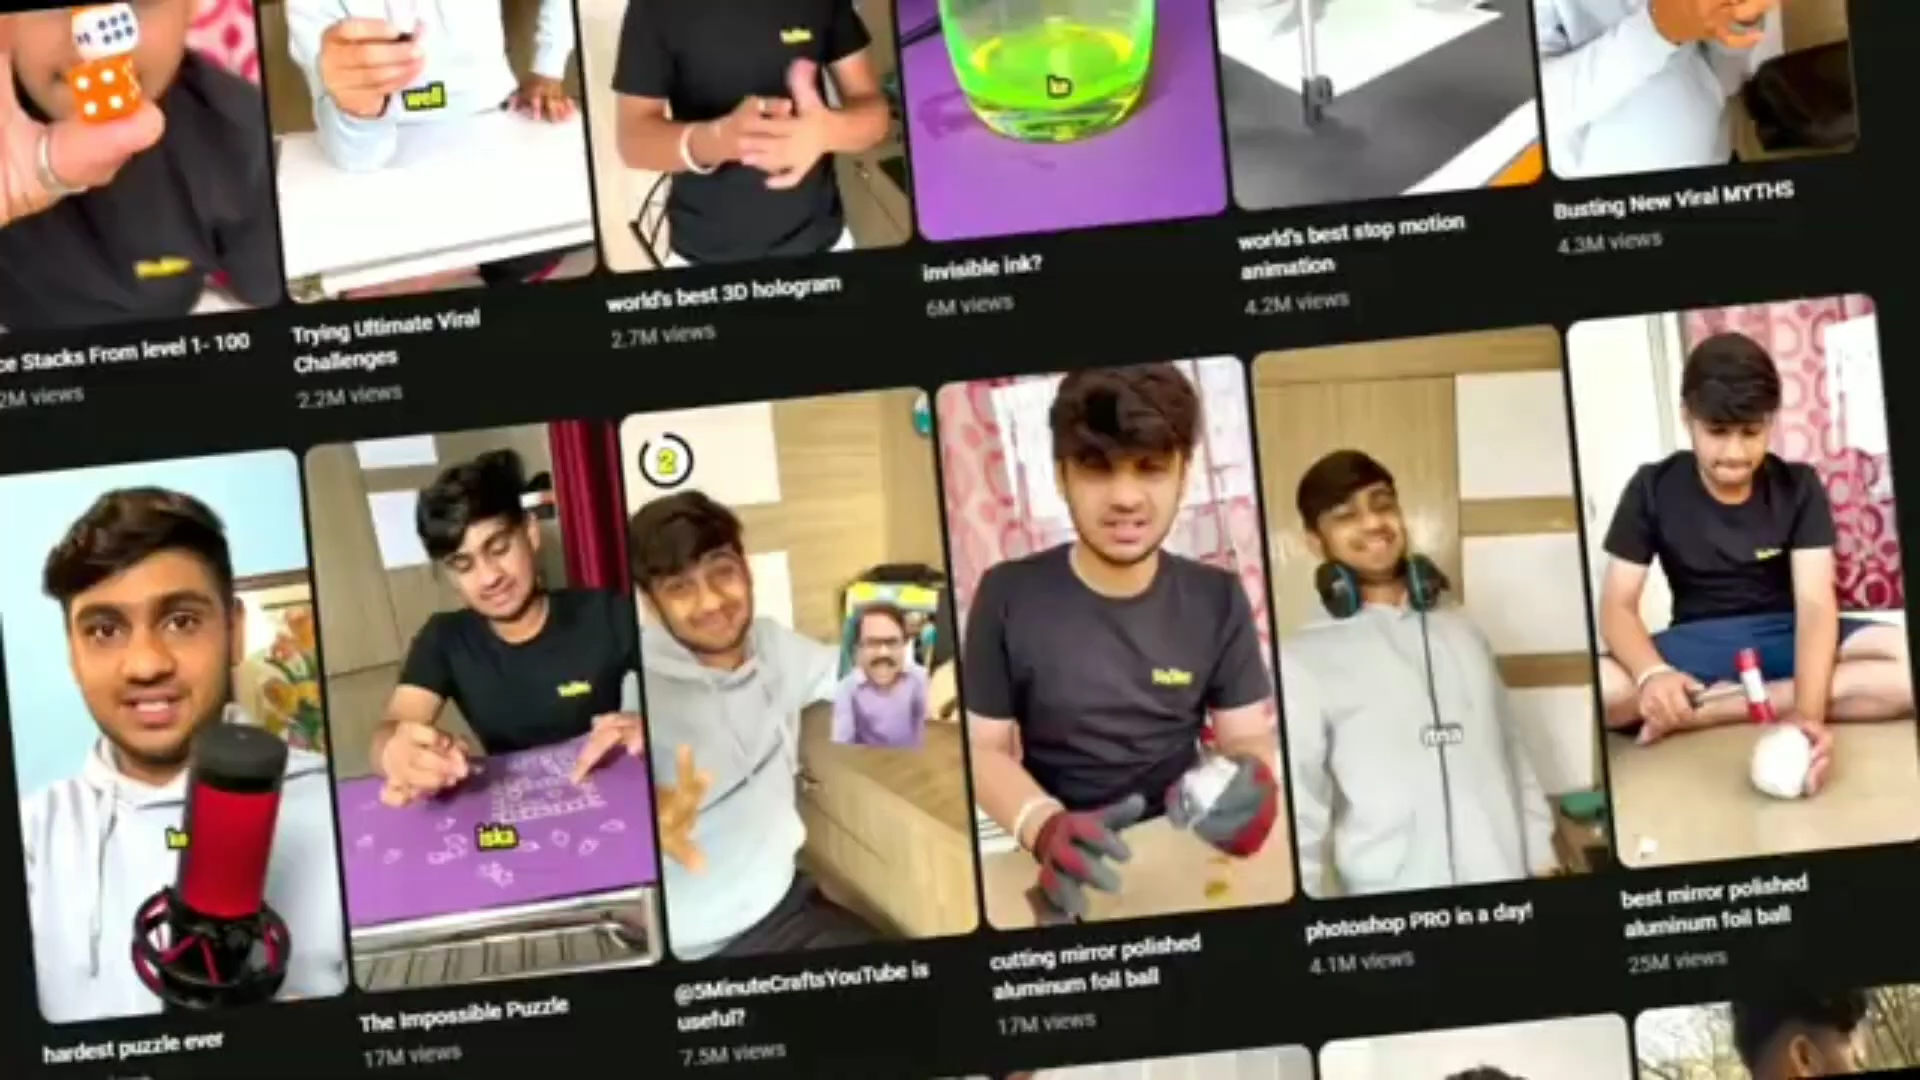 well
ke
ce Stacks From level 1- 100
2M views
Trying Ultimate Viral
Challenges
2.2M views
world's best 3D hologram
2.7M views
invisible ink?
6M views
world's best stop motion
animation
4.2M views
Busting New Viral MYTHS
4.3M views
2
iska
itna
hardest puzzle ever
The Impossible Puzzle
17M views
@5MinuteCraftsYouTube is
useful?
7.5M views
cutting mirror polished
aluminum foil ball
17M views
photoshop PRO in a day!
4.1M views
best mirror polished
aluminum foil ball
25M views